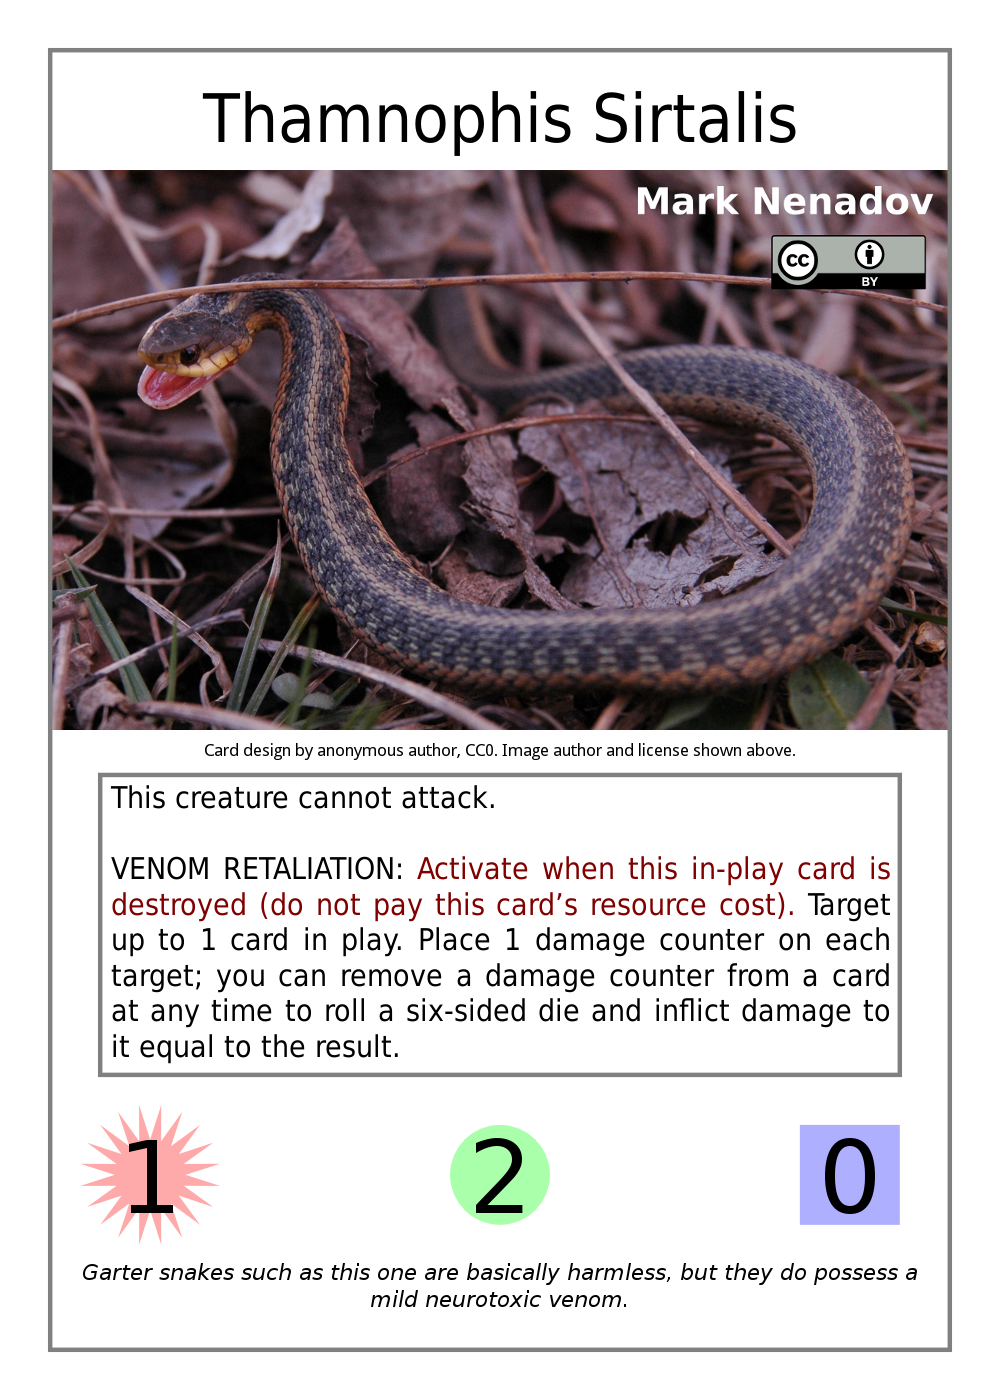 Thamnophis Sirtalis
Mark Nenadov
cc
BY
Card design by anonymous author, CC0. Image author and license shown above.
This creature cannot attack.
VENOM RETALIATION: Activate when this in-play card is
destroyed (do not pay this card’s resource cost). Target
up to 1 card in play. Place 1 damage counter on each
target; you can remove a damage counter from a card
at any time to roll a six-sided die and inflict damage to
it equal to the result.
1 2 0
Garter snakes such as this one are basically harmless, but they do possess a
mild neurotoxic venom.